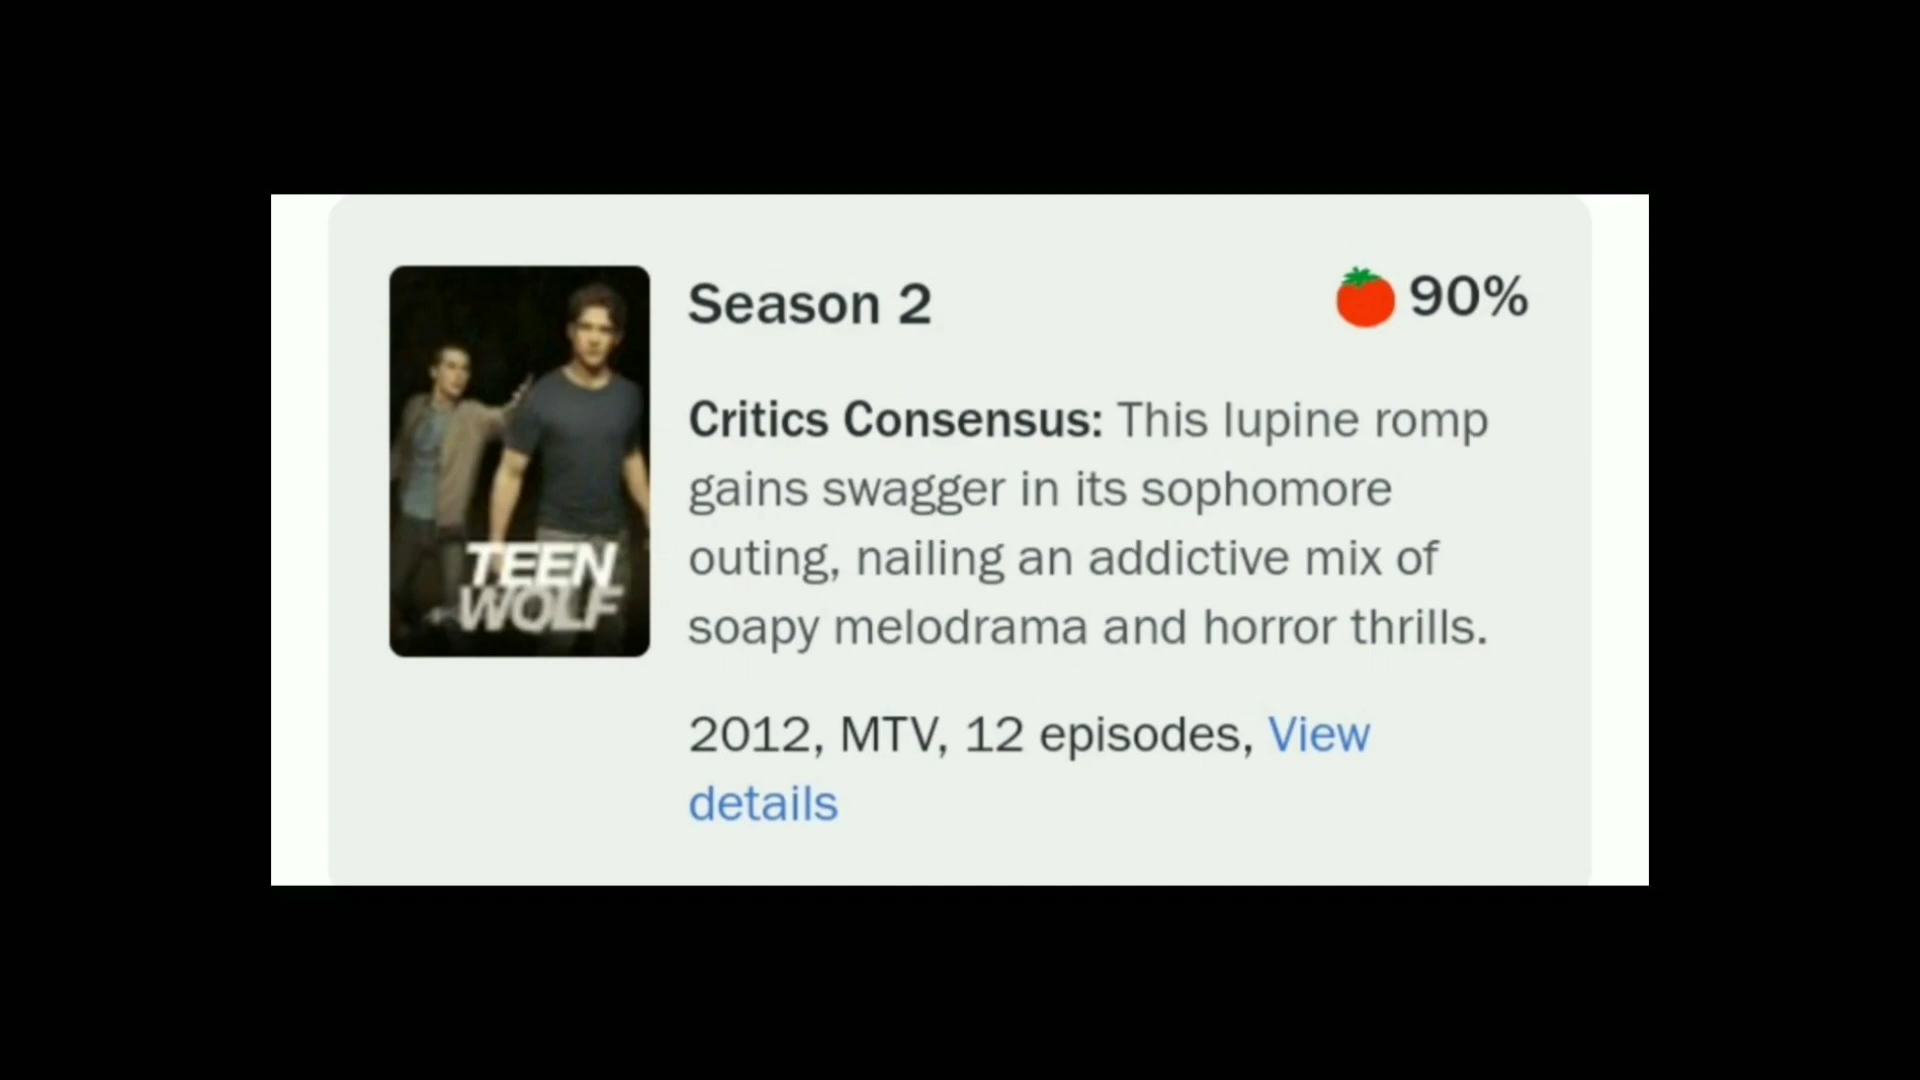 Season 2
90%
Critics Consensus: This lupine romp
gains swagger in its sophomore
outing, nailing an addictive mix of
soapy melodrama and horror thrills.
2012, MTV, 12 episodes, View
details
TEEN
WOLF